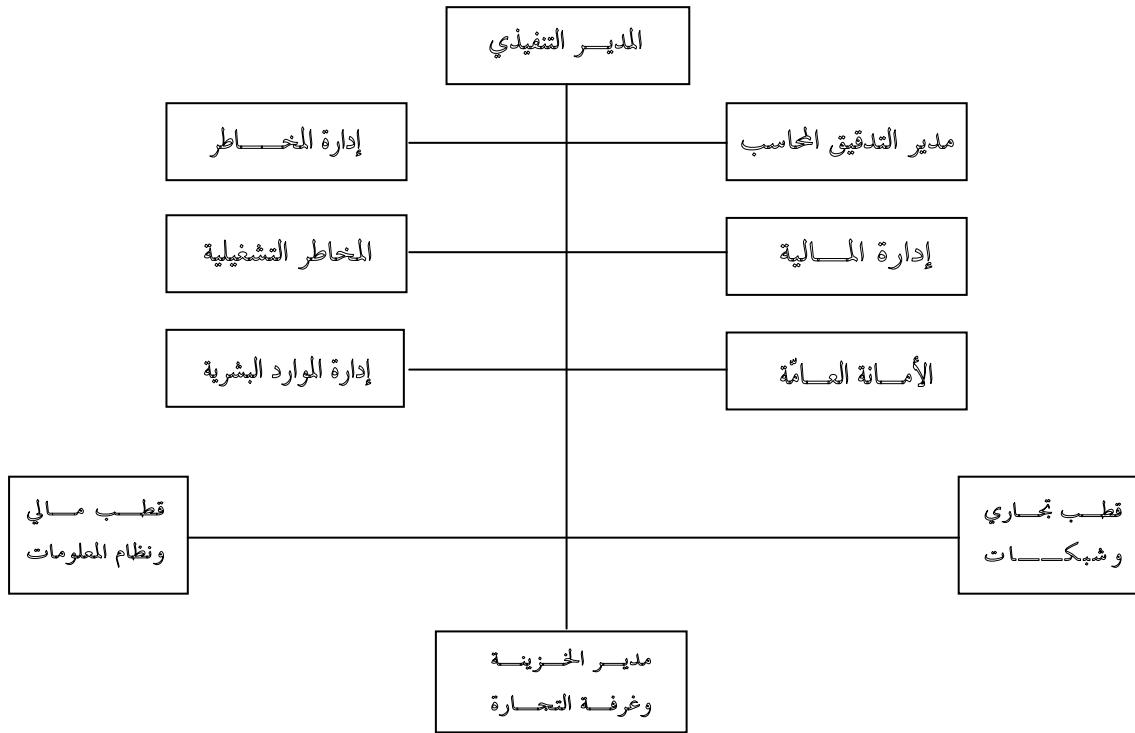 المديـــر التنفيذي
مدير التدقيق المحاسب
إدارة المخــــاطر
إدارة المـــالية
المخاطر التشغيلية
الأمـــانة العـــامّة
إدارة الموارد البشرية
قطـــب تجـــاري
وشبكــــات
قطـــب مـــالي
ونظام المعلومات
مديـــر الخـــزينـــة
وغرفـــة التجـــارة